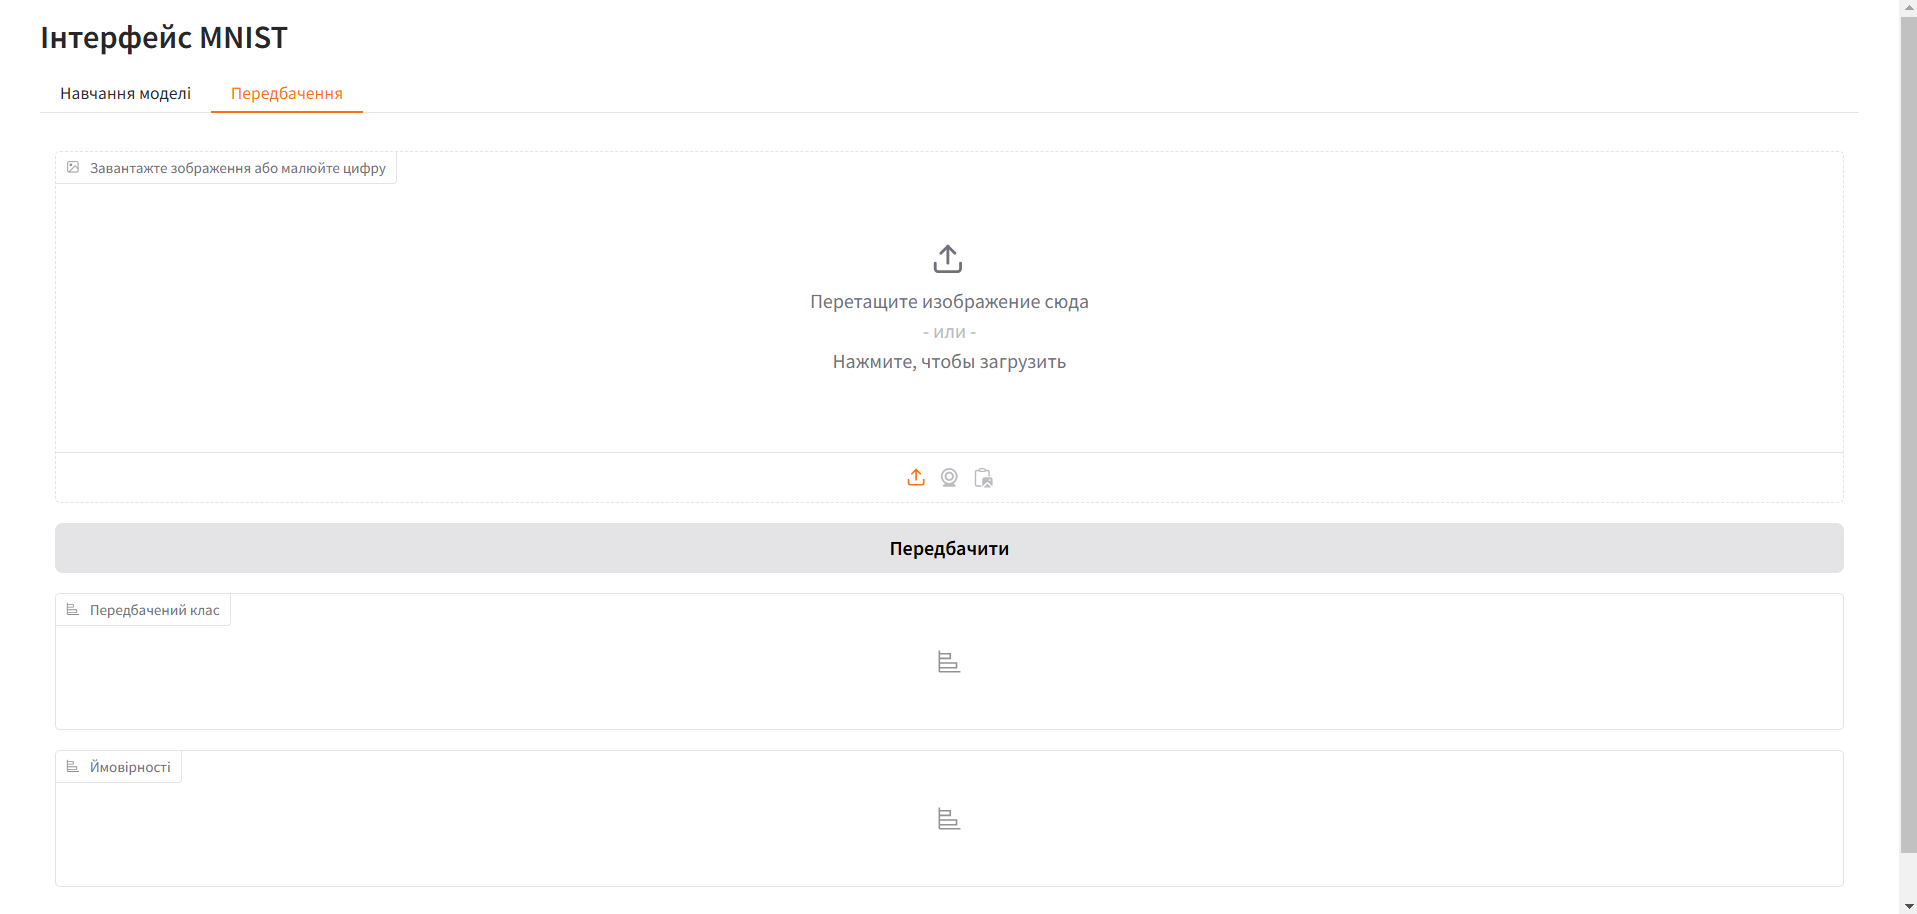 Інтерфейс MNIST
Навчання моделі
Передбачення
Завантажте зображення або малюйте цифру
Перетащите изображение сюда
- или -
Нажмите, чтобы загрузить
Передбачити
Передбачений клас
Ймовірності